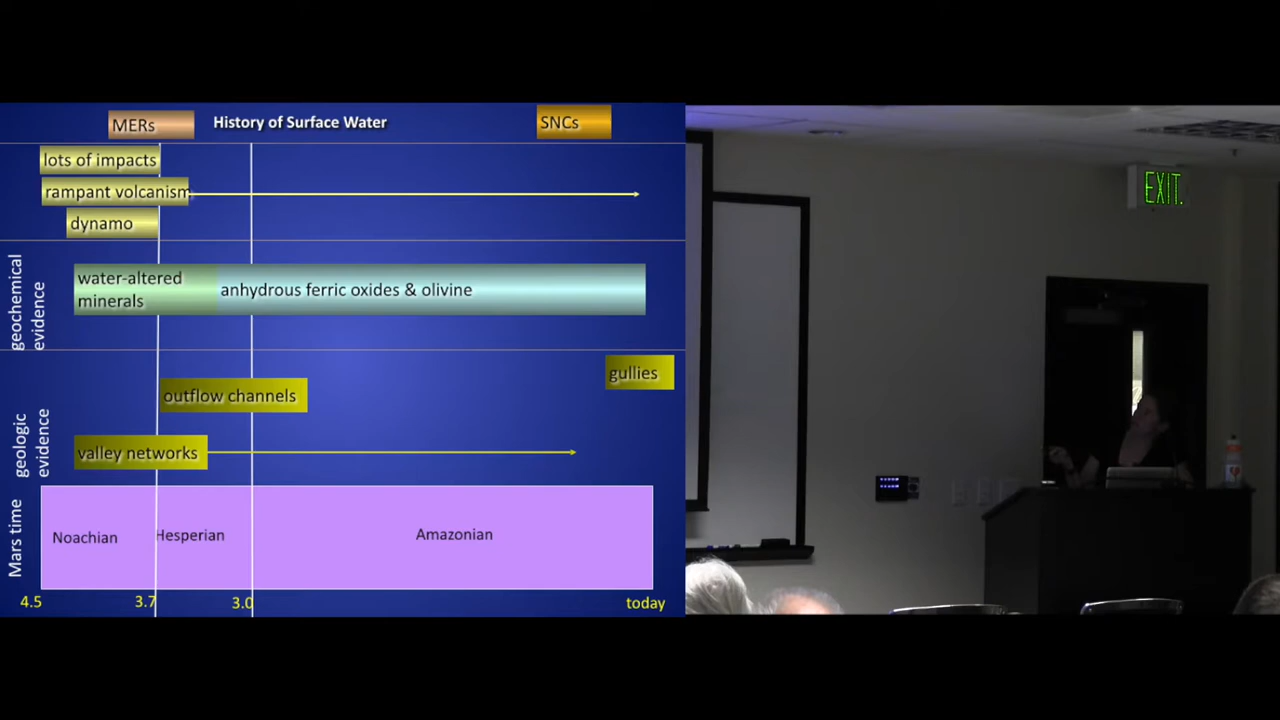 MERs
History of Surface Water
SNCs
lots of impacts
rampant volcanism
dynamo
geochemical
evidence
water-altered
minerals
anhydrous ferric oxides & olivine
geologic
evidence
gullies
outflow channels
valley networks
Mars time
Noachian
Hesperian
Amazonian
4.5
3.7
3.0
today
EXIT